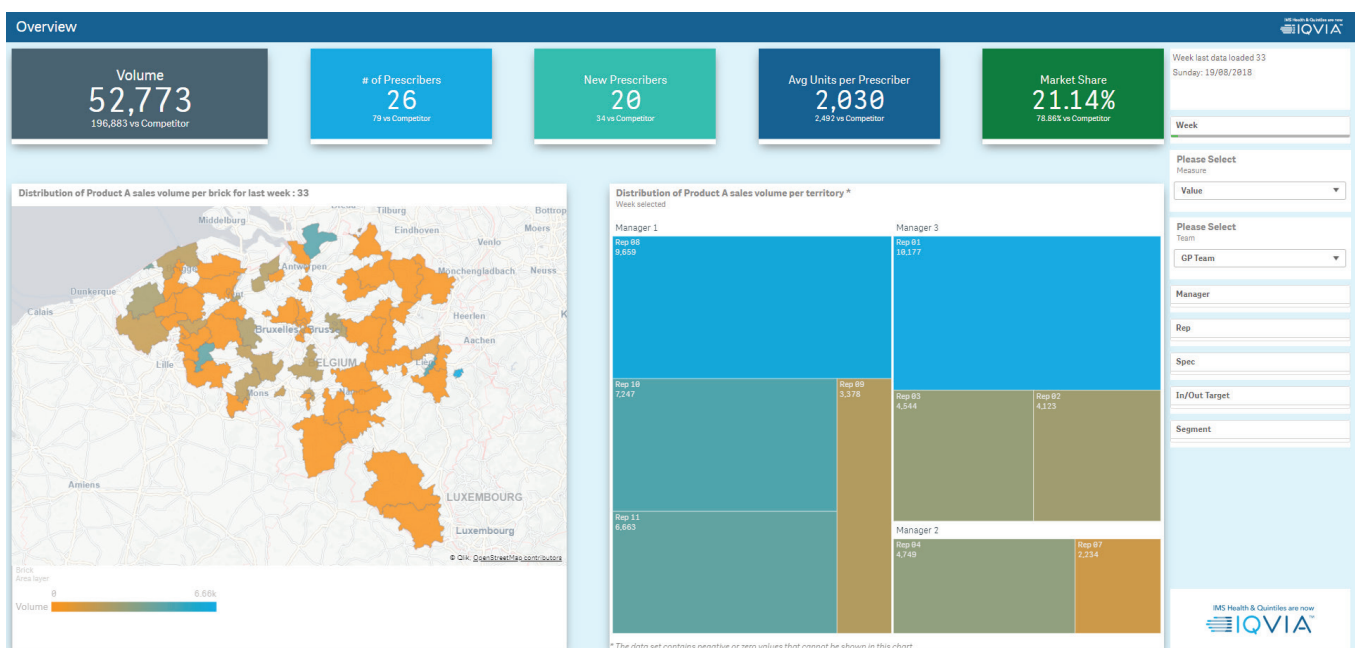 Overview
IMS Health & Quintiles are now
IQVIA
Volume
52,773
196,883 vs Competitor
# of Prescribers
26
79 vs Competitor
New Prescribers
20
34 vs Competitor
Avg Units per Prescriber
2,030
2,492 vs Competitor
Market Share
21.14%
78.86% vs Competitor
Week last data loaded 33
Sunday: 19/08/2018
Week
Please Select
Measure
Value
Please Select
Team
GP Team
Manager
Rep
Spec
In/Out Target
Segment
Distribution of Product A sales volume per brick for last week : 33
Tilburg
Bottrop
Middelburg
Eindhoven
Moers
Venlo
Antwerpen
Mönchengladbach
Neuss
Dunkerque
Calais
Heerlen
K
Bruxelles
Aachen
Lille
BELGIUM
Mons
Amiens
LUXEMBOURG
Luxembourg
© Qlik, OpenStreetMap contributors
Brick
Area layer
0
6.66k
Volume
Distribution of Product A sales volume per territory *
Week selected
Manager 1
Rep 08
9,659
Rep 10
7,247
Rep 09
3,378
Rep 11
6,663
Manager 3
Rep 01
10,177
Rep 03
4,544
Rep 02
4,123
Manager 2
Rep 04
4,749
Rep 07
2,234
* The data set contains negative or zero values that cannot be shown in this chart.
IMS Health & Quintiles are now
IQVIA